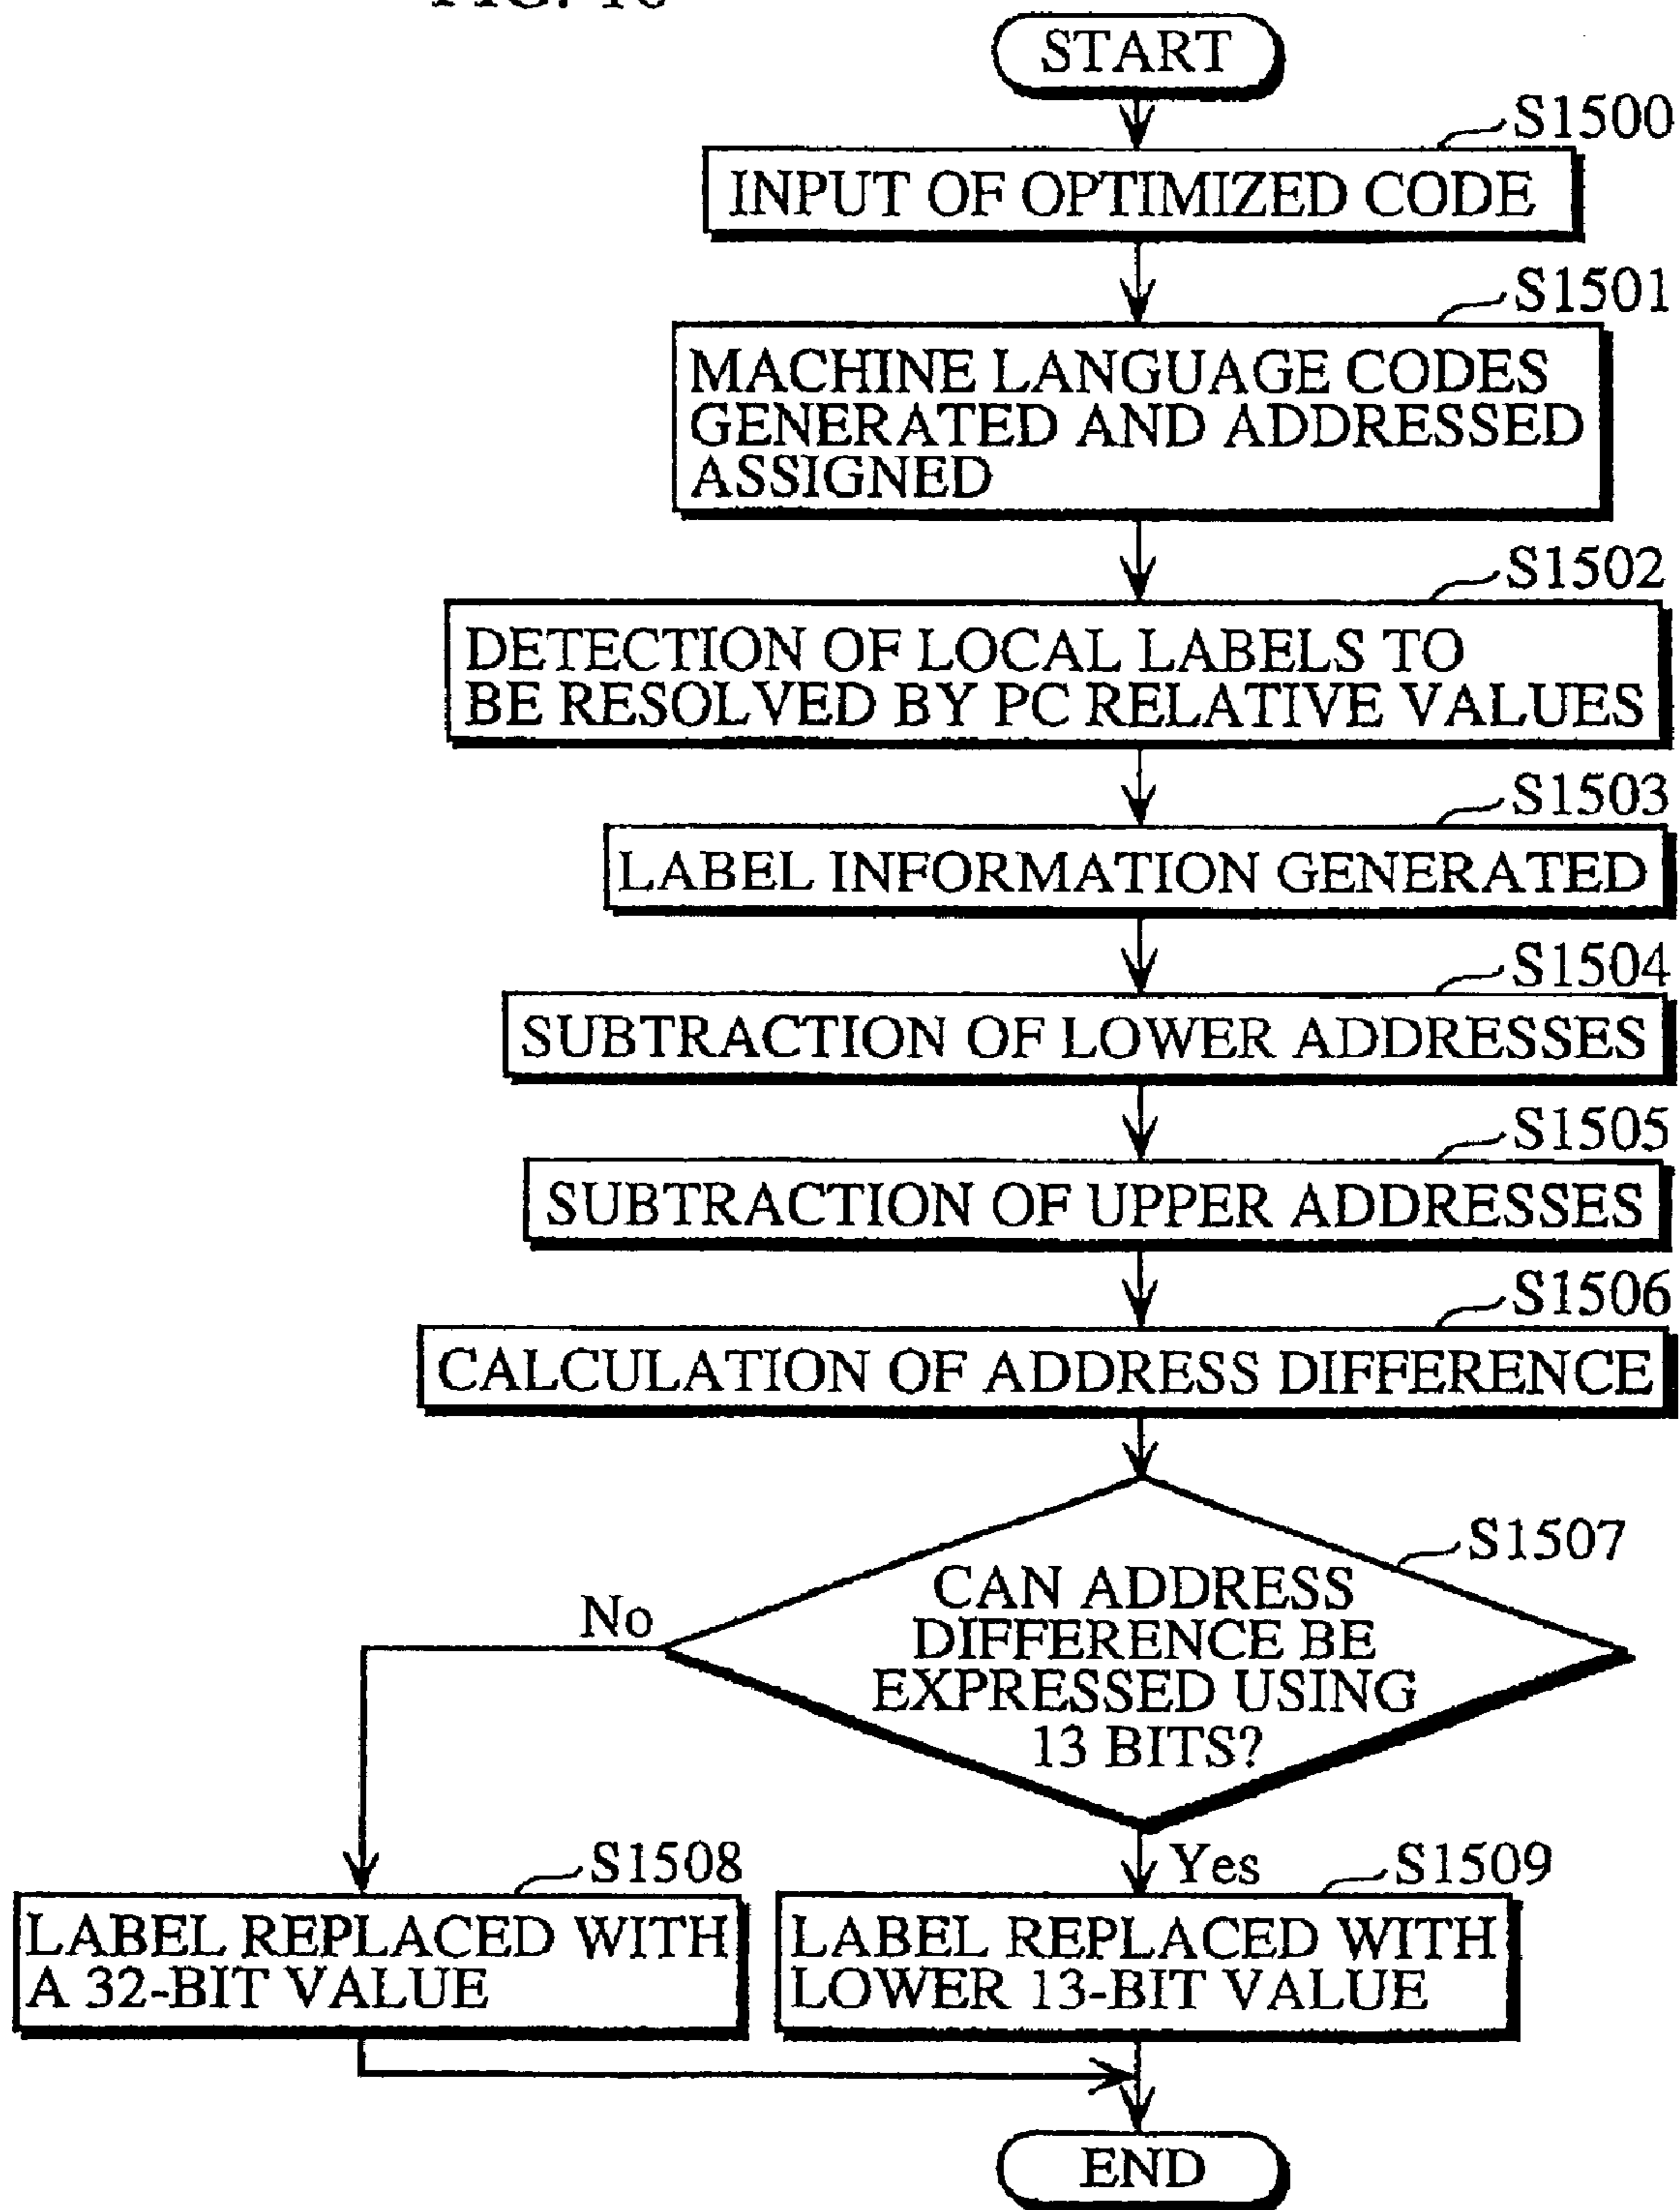 START
S1500
INPUT OF OPTIMIZED CODE
S1501
MACHINE LANGUAGE CODES
GENERATED AND ADDRESSED
ASSIGNED
S1502
DETECTION OF LOCAL LABELS TO
BE RESOLVED BY PC RELATIVE VALUES
S1503
LABEL INFORMATION GENERATED
S1504
SUBTRACTION OF LOWER ADDRESSES
S1505
SUBTRACTION OF UPPER ADDRESSES
S1506
CALCULATION OF ADDRESS DIFFERENCE
S1507
CAN ADDRESS
DIFFERENCE BE
EXPRESSED USING
13 BITS?
No
Yes
S1508
LABEL REPLACED WITH
A 32-BIT VALUE
S1509
LABEL REPLACED WITH
LOWER 13-BIT VALUE
END